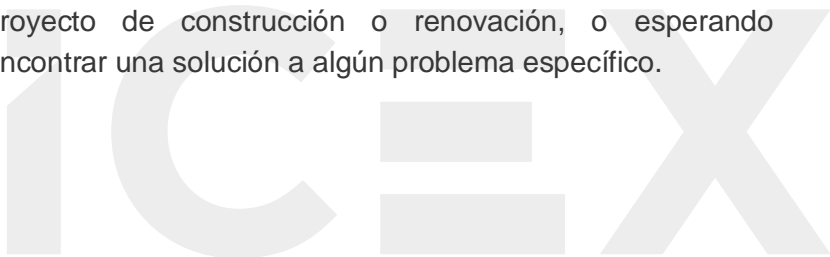 royecto de construcción o renovación, o esperando
ncontrar una solución a algún problema específico.
ICEX